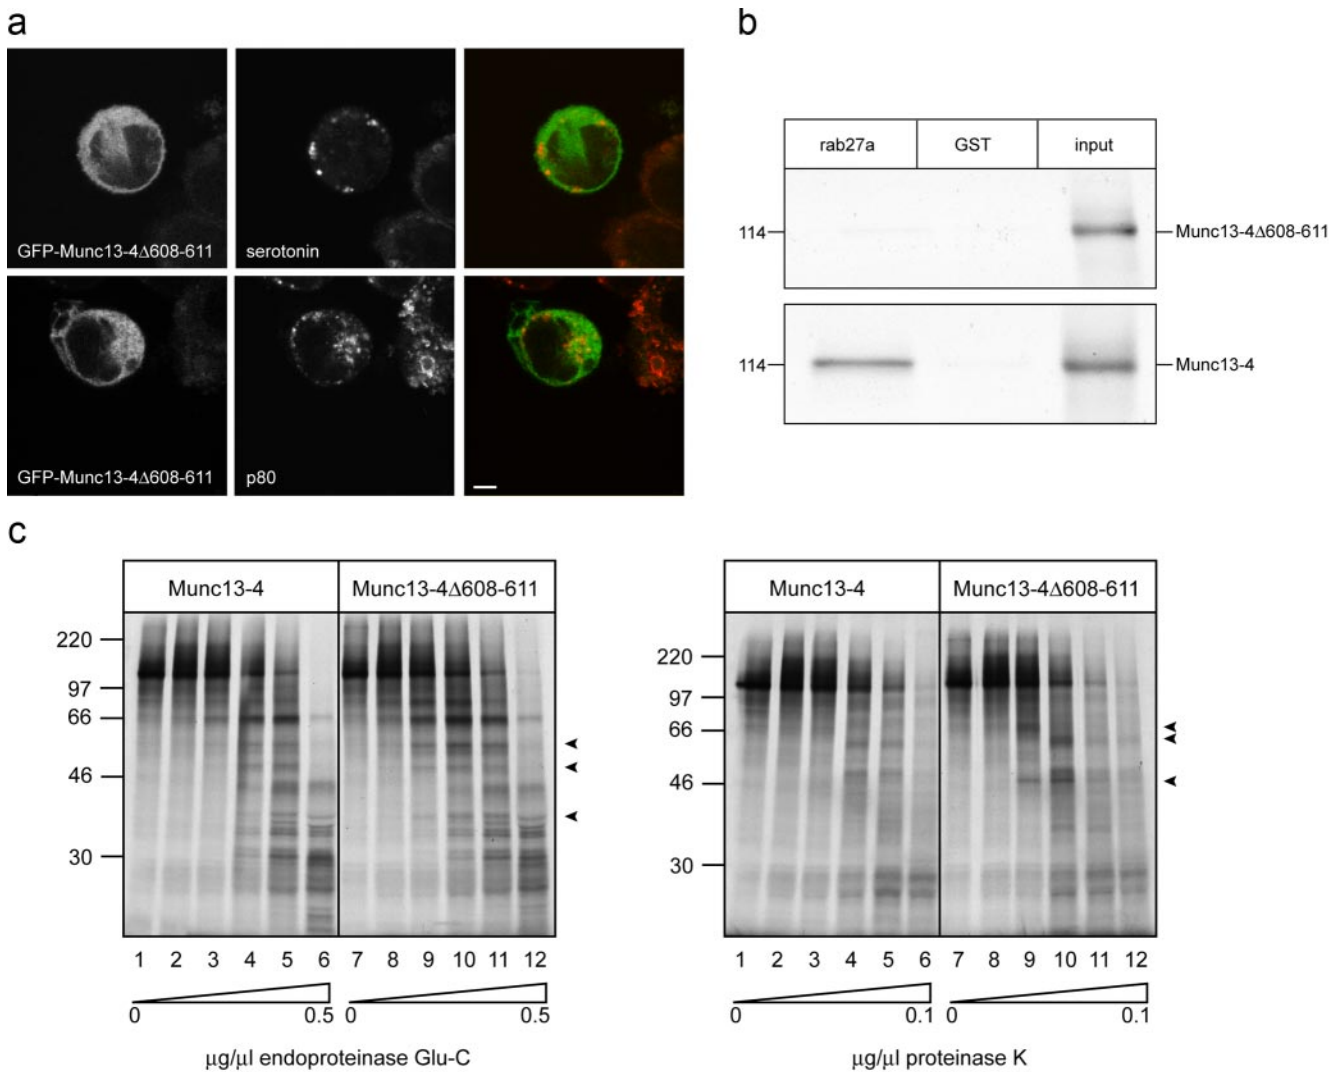 a
GFP-Munc13-4Δ608-611
serotonin
GFP-Munc13-4Δ608-611
p80
b
rab27a GST input
114 Munc13-4Δ608-611
114 Munc13-4
c
Munc13-4 Munc13-4Δ608-611
220
97
66
46
30
1 2 3 4 5 6 7 8 9 10 11 12
0 0.5 0 0.5
μg/μl endoproteinase Glu-C
Munc13-4 Munc13-4Δ608-611
220
97
66
46
30
1 2 3 4 5 6 7 8 9 10 11 12
0 0.1 0 0.1
μg/μl proteinase K